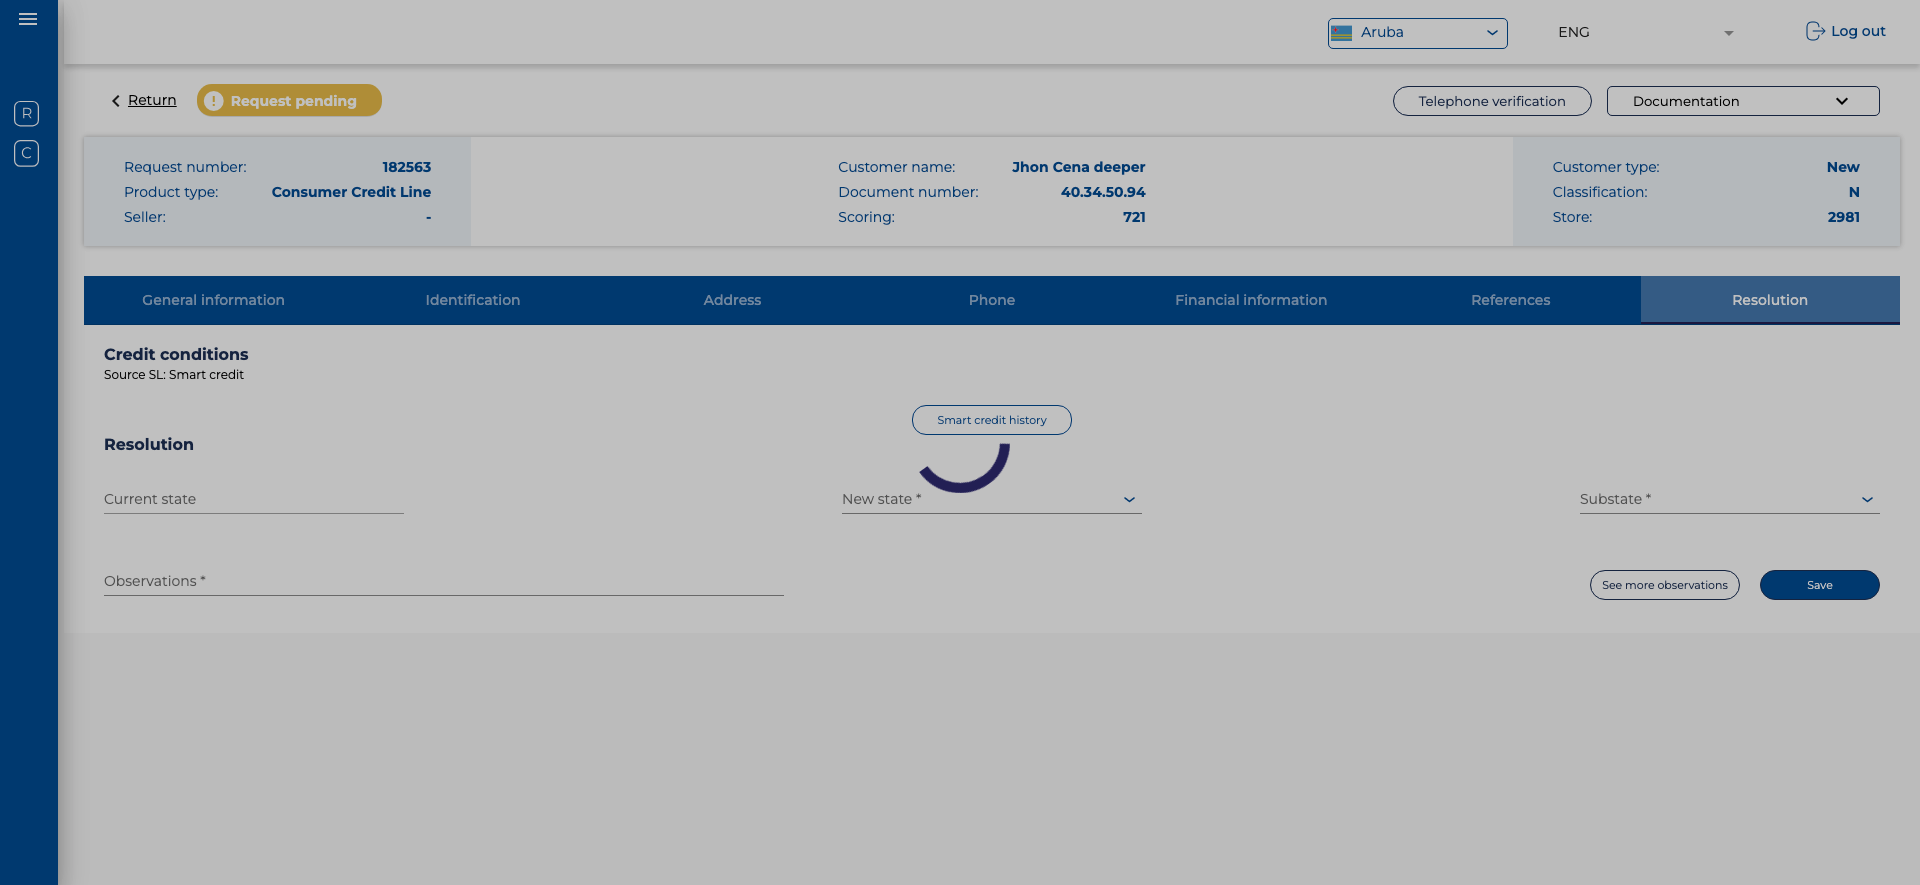 Aruba
ENG
Log out
R
C
Return
Request pending
Telephone verification
Documentation
Request number: 182563
Product type: Consumer Credit Line
Seller: -
Customer name: Jhon Cena deeper
Document number: 40.34.50.94
Scoring: 721
Customer type: New
Classification: N
Store: 2981
General information
Identification
Address
Phone
Financial information
References
Resolution
Credit conditions
Source SL: Smart credit
Smart credit history
Resolution
Current state
New state *
Substate *
Observations *
See more observations
Save